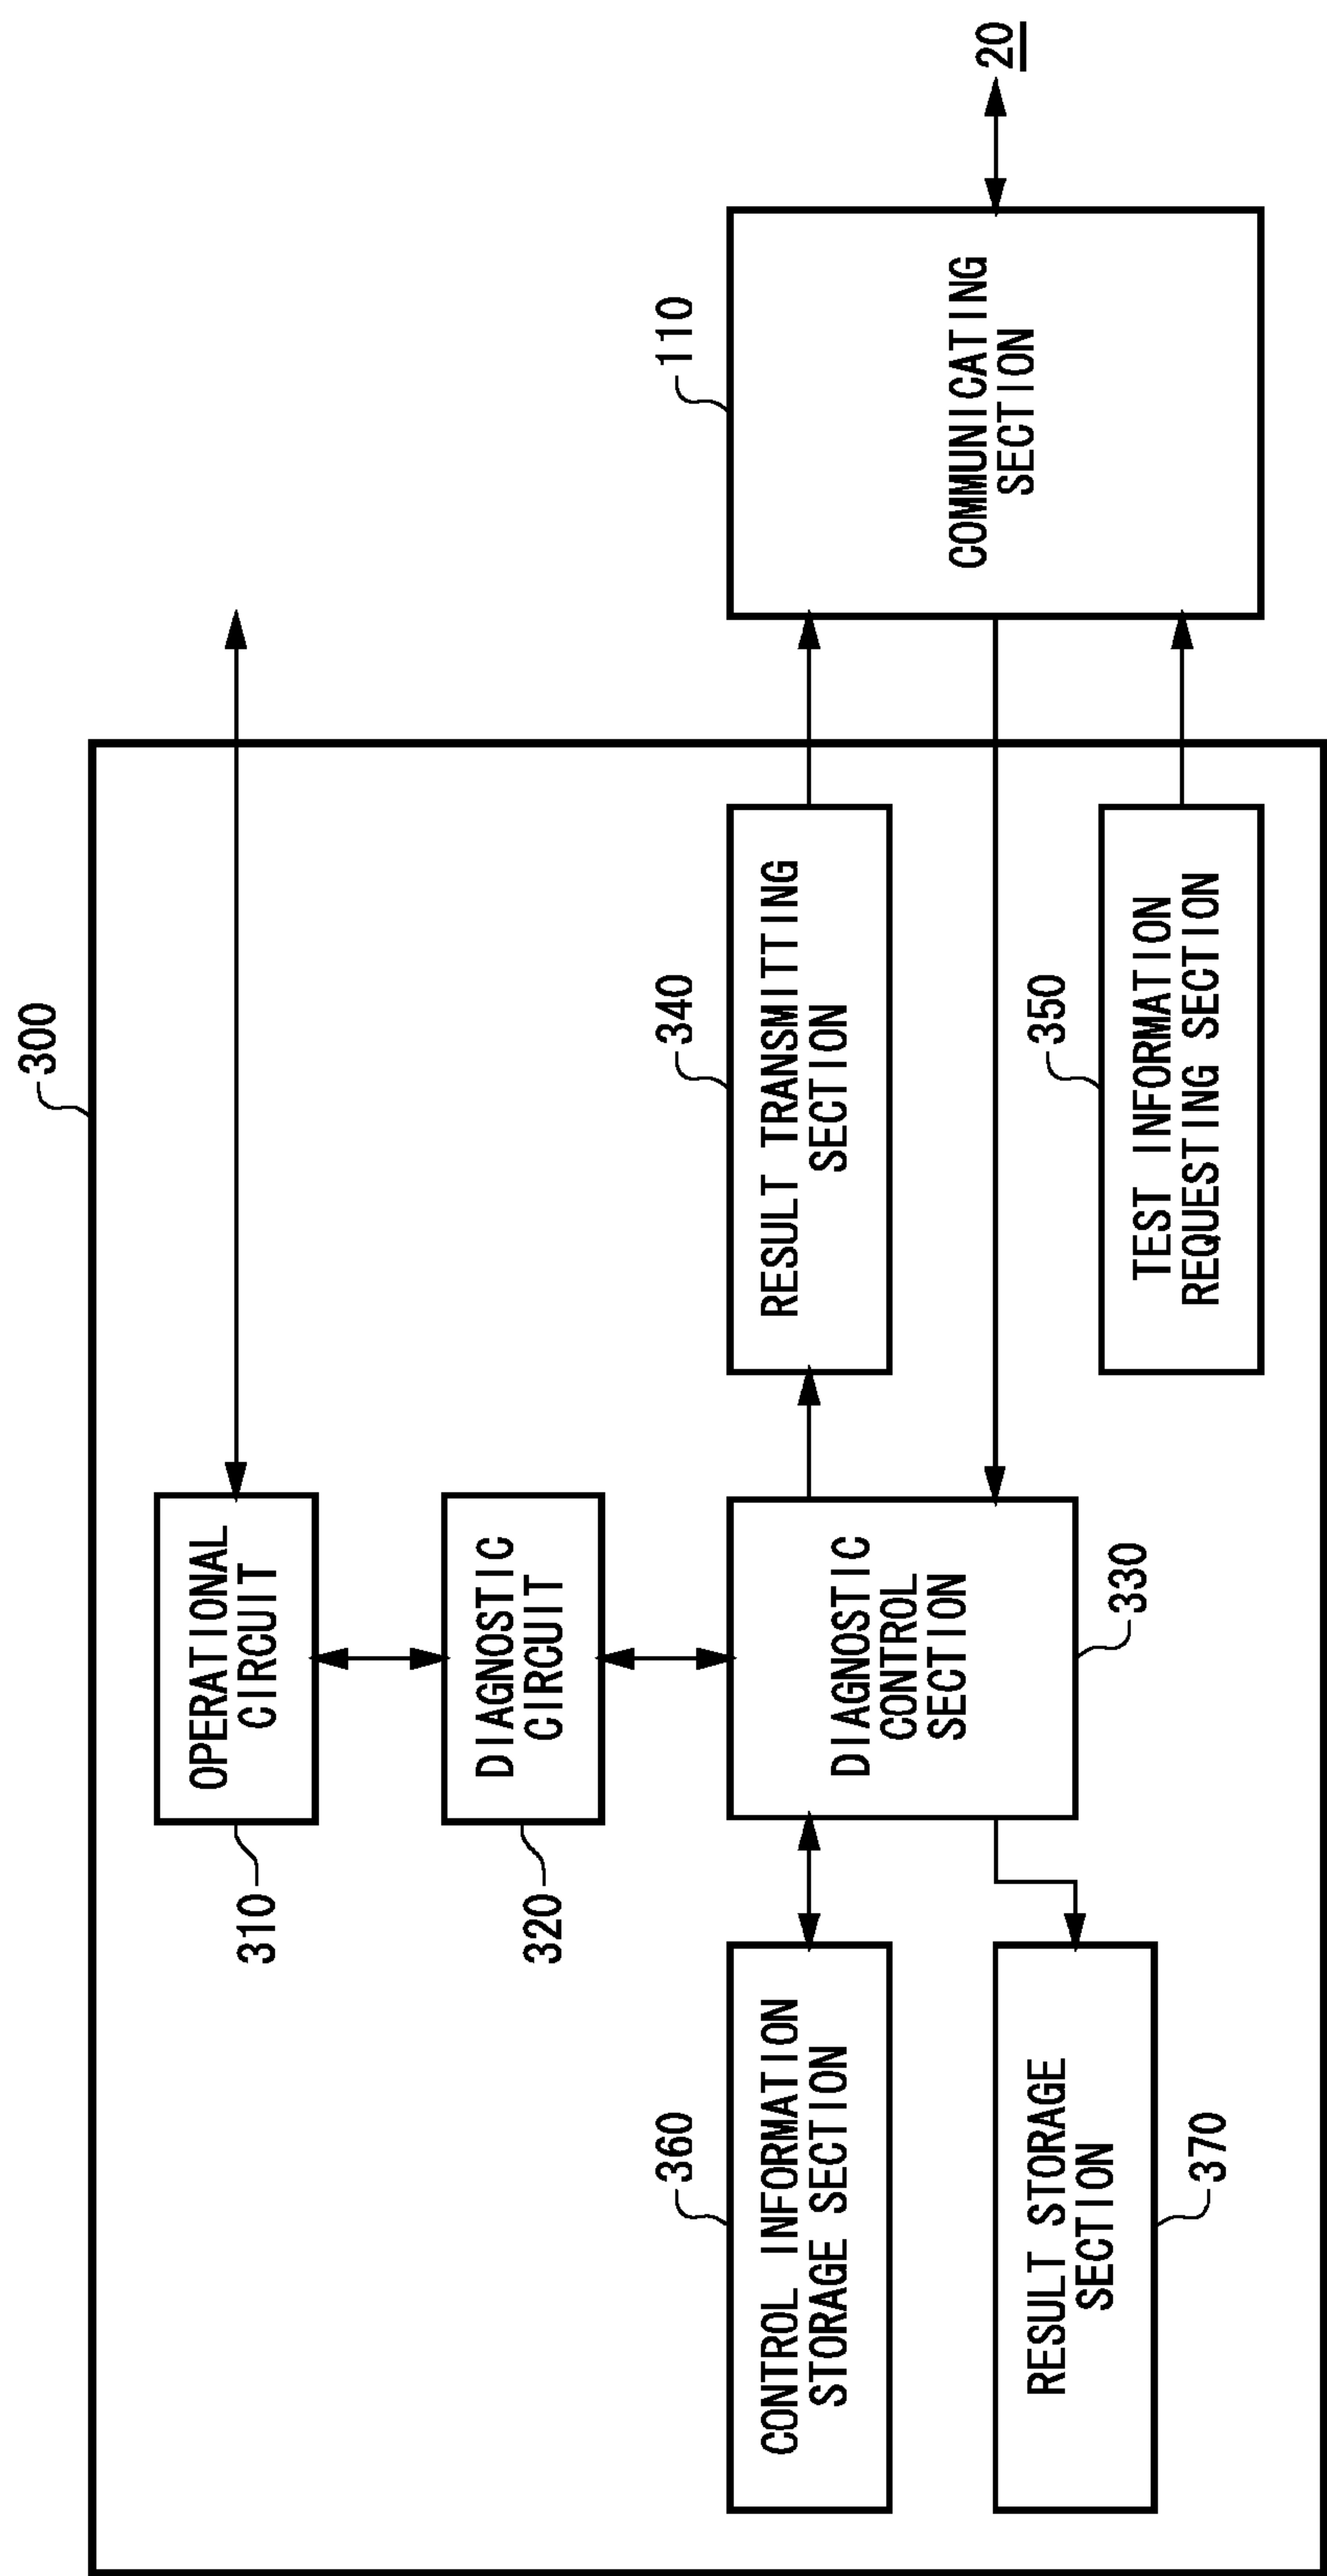 300
OPERATIONAL
CIRCUIT
310
DIAGNOSTIC
CIRCUIT
320
360
CONTROL INFORMATION
STORAGE SECTION
DIAGNOSTIC
CONTROL
SECTION
330
340
RESULT TRANSMITTING
SECTION
110
COMMUNICATING
SECTION
20
RESULT STORAGE
SECTION
370
350
TEST INFORMATION
REQUESTING SECTION